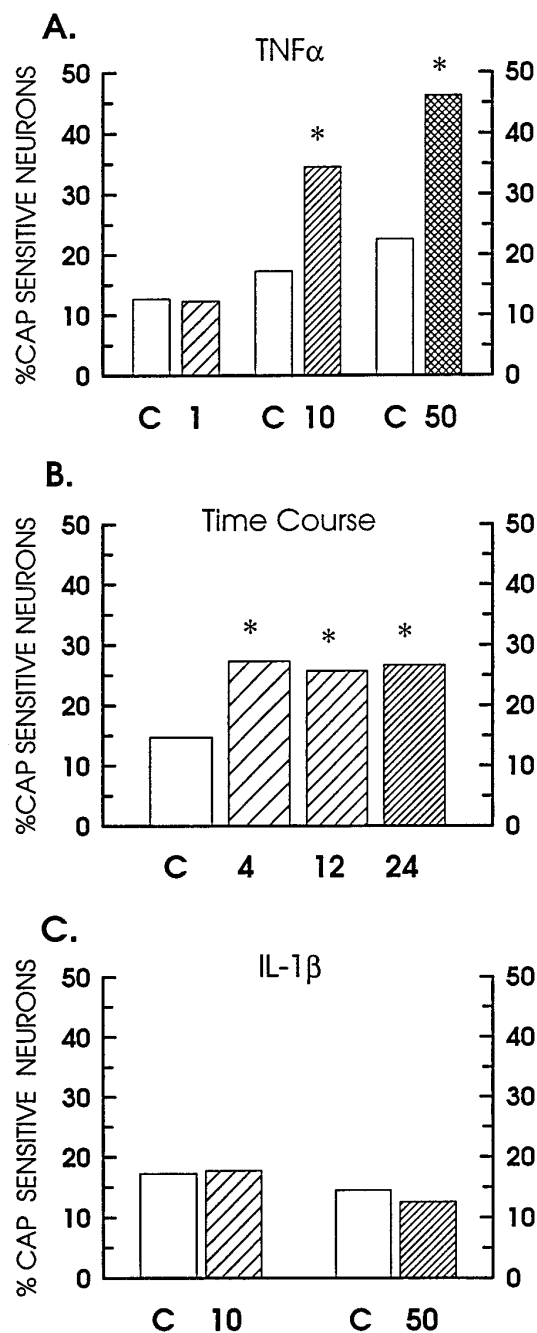 A.
TNFα
%CAP SENSITIVE NEURONS
50
40
30
20
10
0
*
*
50
40
30
20
10
0
C 1 C 10 C 50
B.
Time Course
%CAP SENSITIVE NEURONS
50
40
30
20
10
0
* * *
50
40
30
20
10
0
C 4 12 24
C.
IL-1β
% CAP SENSITIVE NEURONS
50
40
30
20
10
0
50
40
30
20
10
0
C 10 C 50